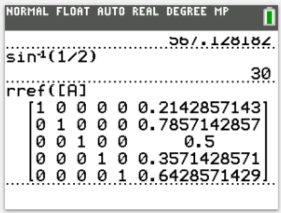 NORMAL FLOAT AUTO REAL DEGREE MP
567.128182
sin⁻¹(1/2)
30
rref([A]
[1 0 0 0 0 0.2142857143]
[0 1 0 0 0 0.7857142857]
[0 0 1 0 0 0.5]
[0 0 0 1 0 0.3571428571]
[0 0 0 0 1 0.6428571429]